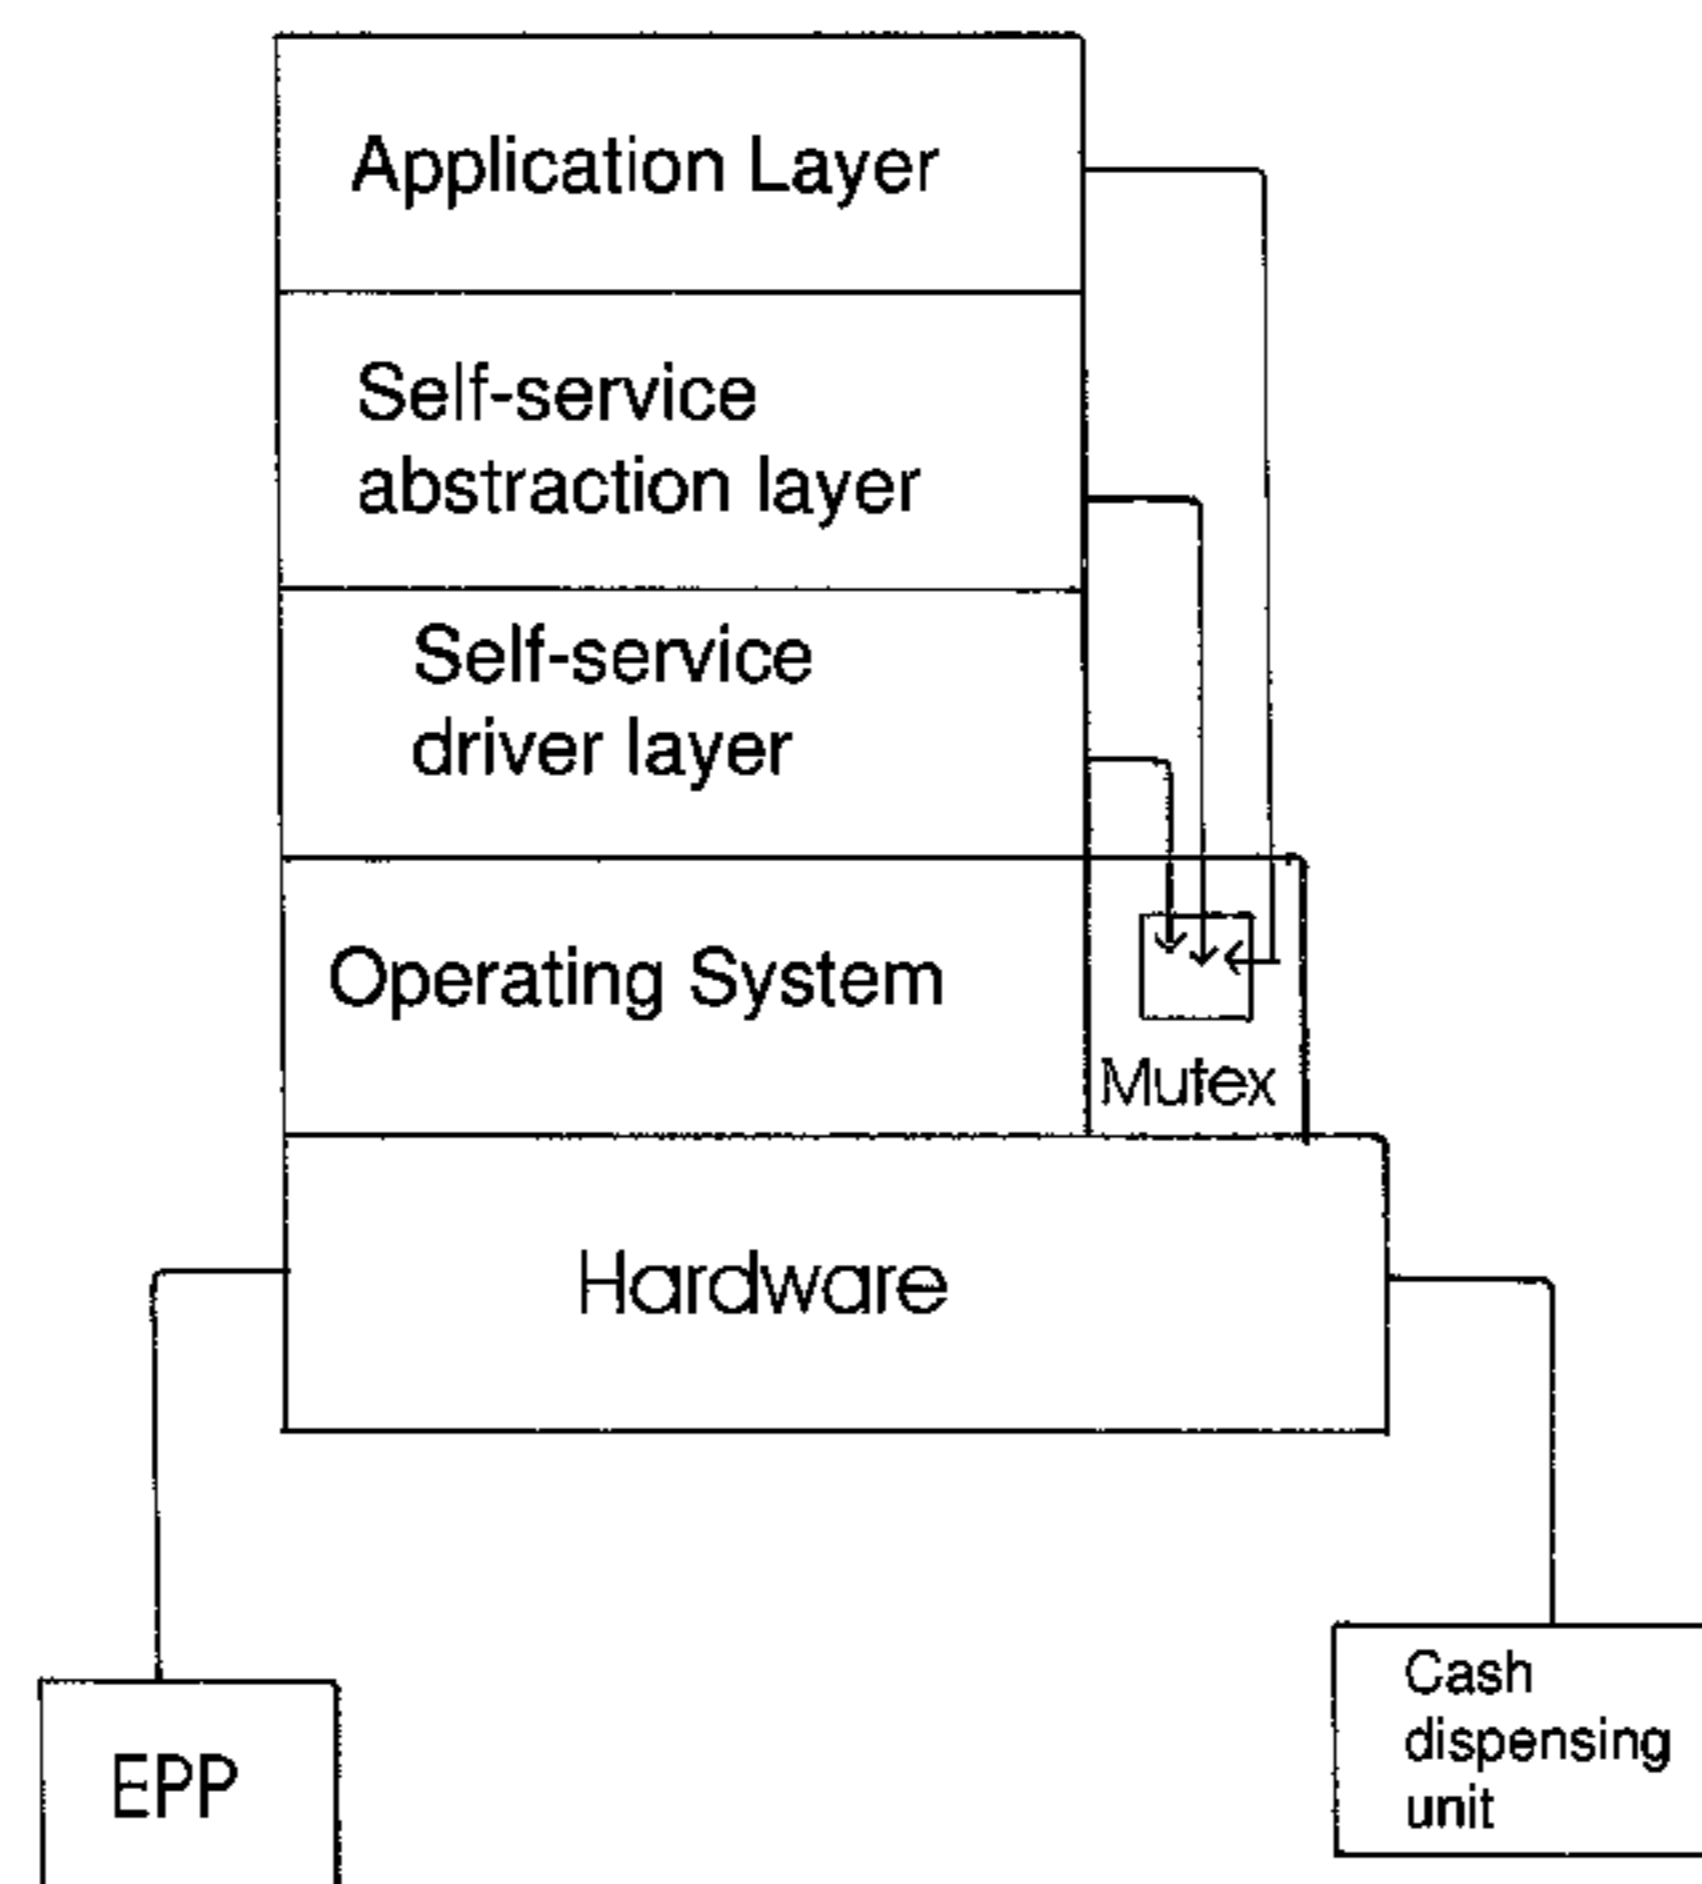 Application Layer
Self-service
abstraction layer
Self-service
driver layer
Operating System
Mutex
Hardware
Cash
dispensing
unit
EPP